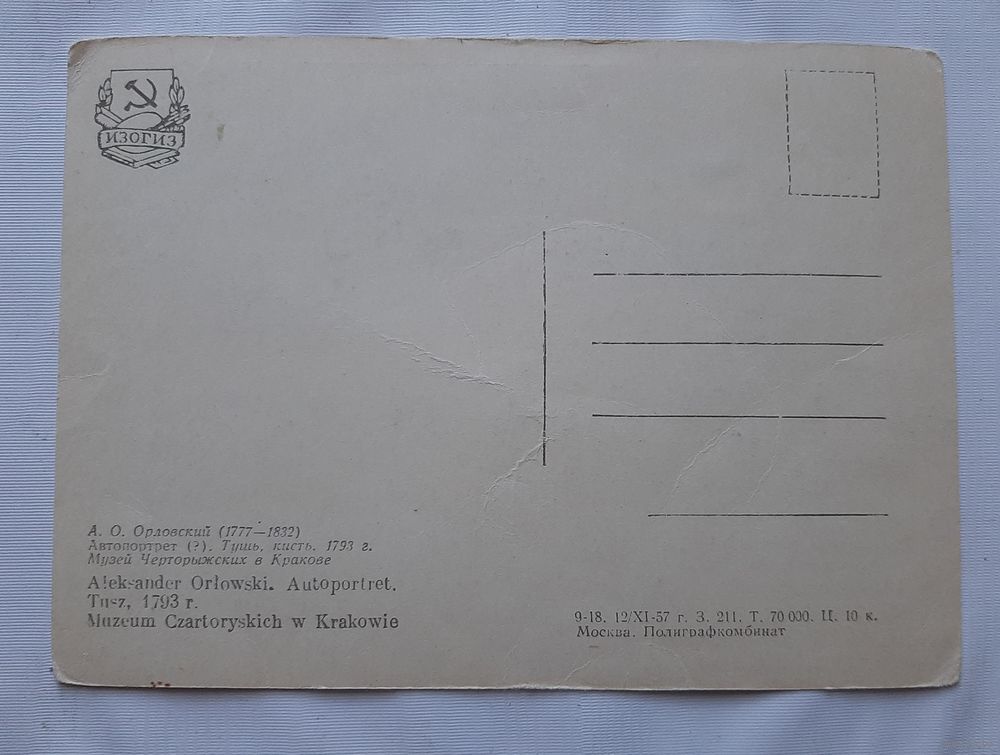 ИЗОГИЗ
А. О. Орловский (1777—1832)
Автопортрет (?). Тушь, кисть. 1793 г.
Музей Черторыжских в Кракове
Aleksander Orłowski. Autoportret.
Tusz, 1793 r.
Muzeum Czartoryskich w Krakowie
9-18. 12/XI-57 г. З. 211. Т. 70 000. Ц. 10 к.
Москва. Полиграфкомбинат